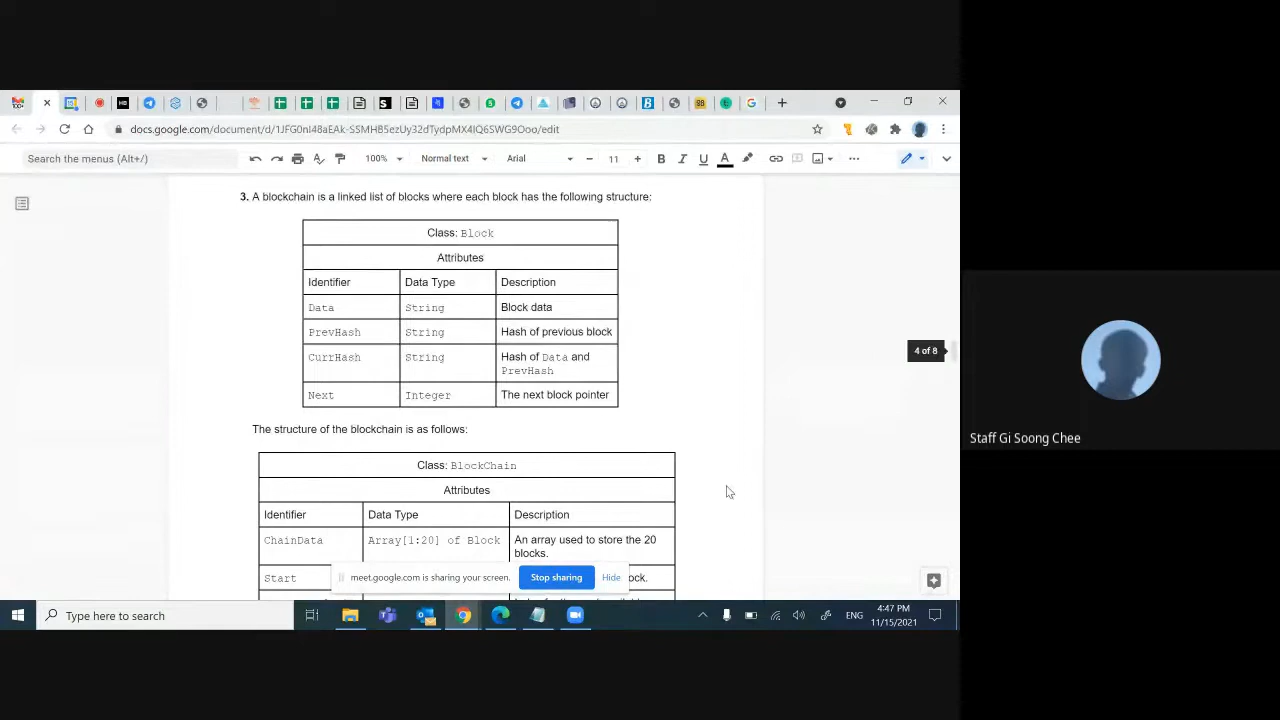 docs.google.com/document/d/1JFG0nI48aEAk-SSMHB5ezUy32dTydpMX4IQ6SWG9Ooo/edit
Search the menus (Alt+/)
100%
Normal text
Arial
11
3. A blockchain is a linked list of blocks where each block has the following structure:
Class: Block
Attributes
Identifier Data Type Description
Data String Block data
PrevHash String Hash of previous block
CurrHash String Hash of Data and
PrevHash
Next Integer The next block pointer
4 of 8
The structure of the blockchain is as follows:
Class: BlockChain
Attributes
Identifier Data Type Description
ChainData Array[1:20] of Block An array used to store the 20
blocks.
Start
meet.google.com is sharing your screen. Stop sharing Hide
Type here to search
ENG
4:47 PM
11/15/2021
Staff Gi Soong Chee